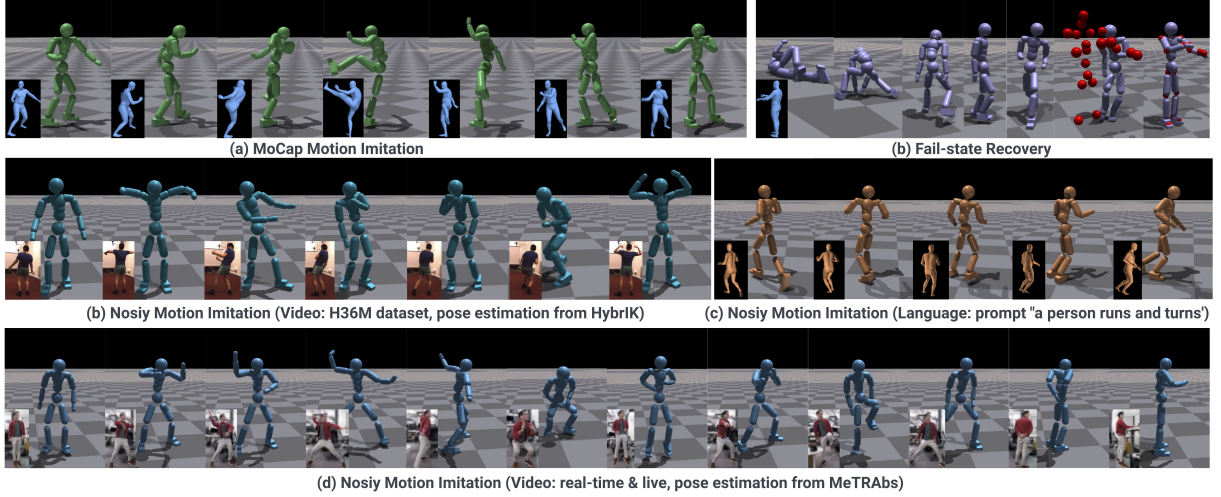 (a) MoCap Motion Imitation
(b) Fail-state Recovery
(b) Nosiy Motion Imitation (Video: H36M dataset, pose estimation from HybrIK)
(c) Nosiy Motion Imitation (Language: prompt "a person runs and turns')
(d) Nosiy Motion Imitation (Video: real-time & live, pose estimation from MeTRAbs)